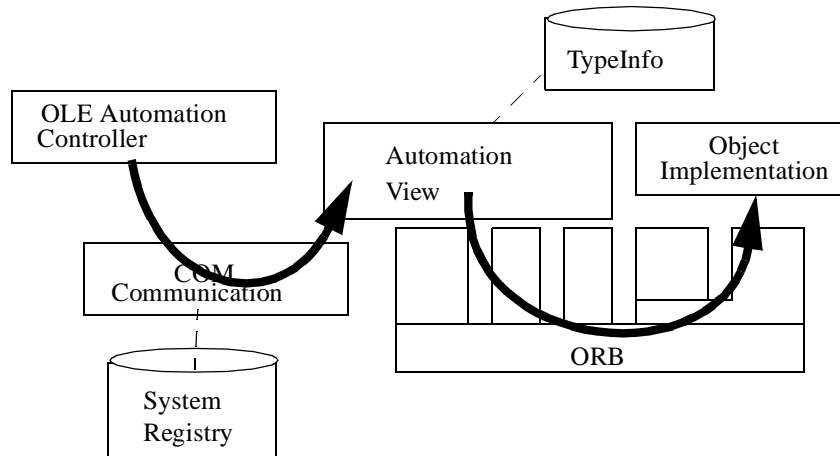 TypeInfo
OLE Automation
Controller
Automation
View
Object
Implementation
COM
Communication
ORB
System
Registry